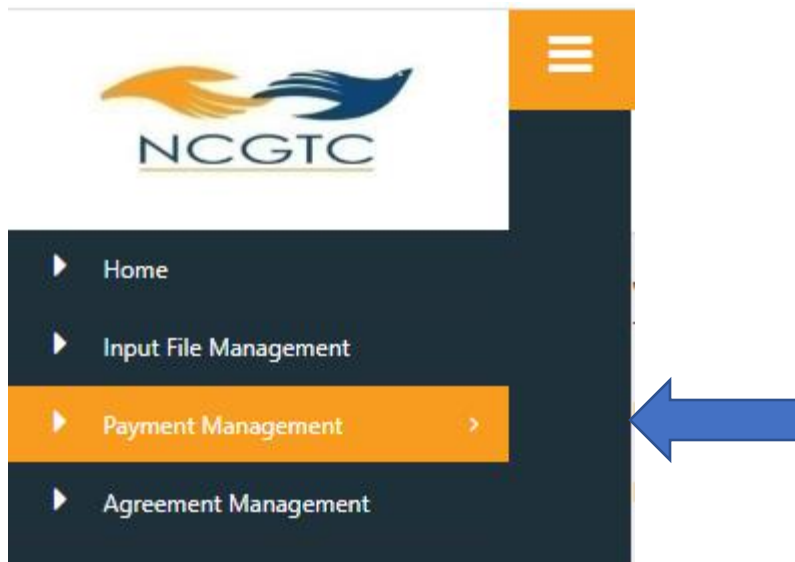 NCGTC
Home
Input File Management
Payment Management
Agreement Management